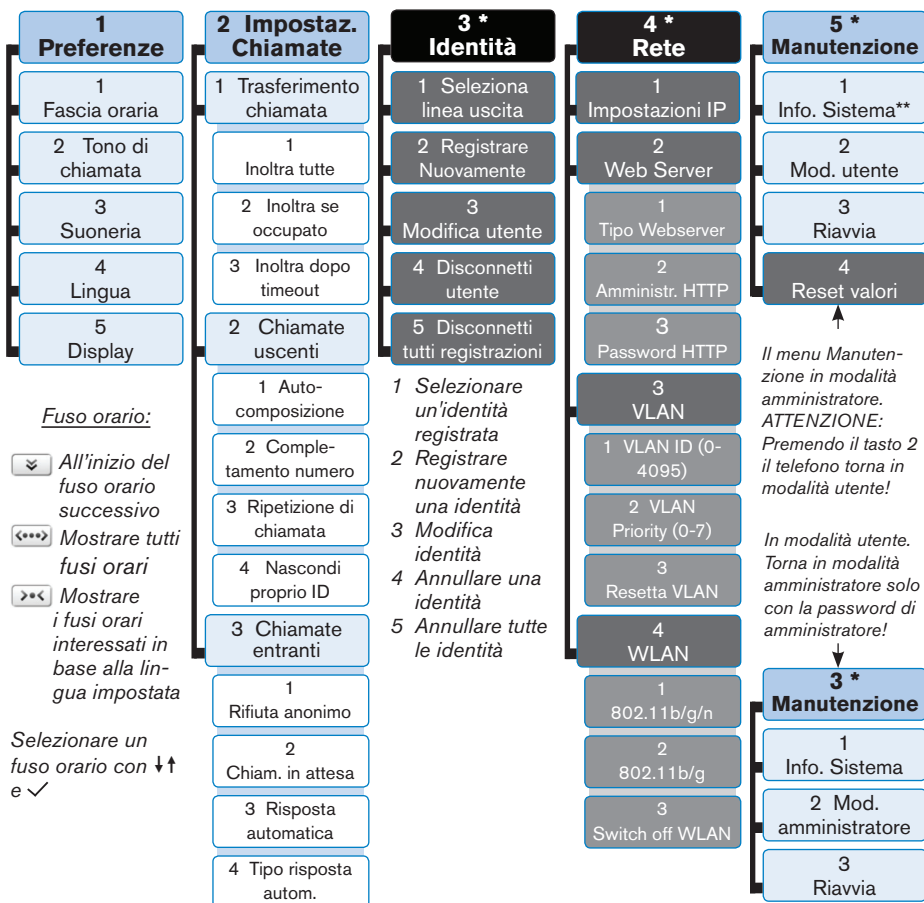 1
Preferenze
1
Fascia oraria
2 Tono di
chiamata
3
Suoneria
4
Lingua
5
Display
Fuso orario:
All'inizio del
fuso orario
successivo
Mostrare tutti
fusi orari
Mostrare
i fusi orari
interessati in
base alla lin-
gua impostata
Selezionare un
fuso orario con ↓↑
e ✓
2 Impostaz.
Chiamate
1 Trasferimento
chiamata
1
Inoltra tutte
2 Inoltra se
occupato
3 Inoltra dopo
timeout
2 Chiamate
uscenti
1 Auto-
composizione
2 Comple-
tamento numero
3 Ripetizione di
chiamata
4 Nascondi
proprio ID
3 Chiamate
entranti
1
Rifiuta anonimo
2
Chiam. in attesa
3 Risposta
automatica
4 Tipo risposta
autom.
3 *
Identità
1 Seleziona
linea uscita
2 Registrare
Nuovamente
3
Modifica utente
4 Disconnetti
utente
5 Disconnetti
tutti registrazioni
1 Selezionare
un'identità
registrata
2 Registrare
nuovamente
una identità
3 Modifica
identità
4 Annullare una
identità
5 Annullare tutte
le identità
4 *
Rete
1
Impostazioni IP
2
Web Server
1
Tipo Webserver
2
Amministr. HTTP
3
Password HTTP
3
VLAN
1 VLAN ID (0-
4095)
2 VLAN
Priority (0-7)
3
Resetta VLAN
4
WLAN
1
802.11b/g/n
2
802.11b/g
3
Switch off WLAN
5 *
Manutenzione
1
Info. Sistema**
2
Mod. utente
3
Riavvia
4
Reset valori
Il menu Manuten-
zione in modalità
amministratore.
ATTENZIONE:
Premendo il tasto 2
il telefono torna in
modalità utente!
In modalità utente.
Torna in modalità
amministratore solo
con la password di
amministratore!
3 *
Manutenzione
1
Info. Sistema
2 Mod.
amministratore
3
Riavvia